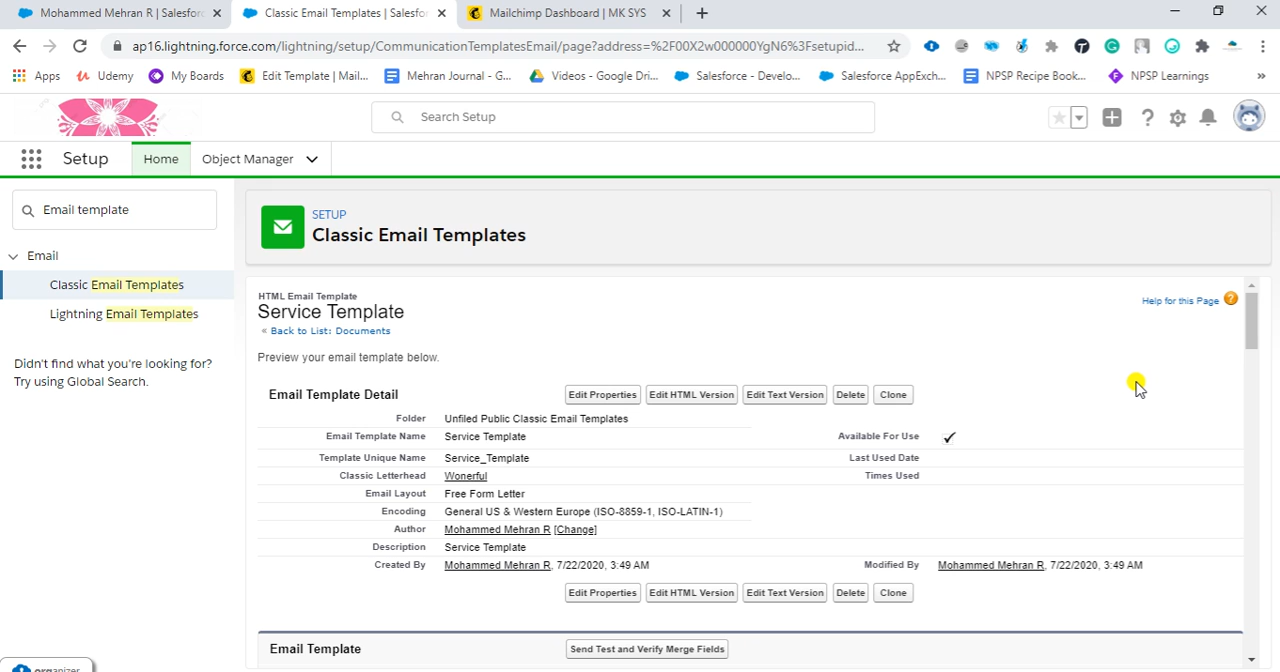 Mohammed Mehran R | Salesforc
Classic Email Templates | Salesfor
Mailchimp Dashboard | MK SYS
ap16.lightning.force.com/lightning/setup/CommunicationTemplatesEmail/page?address=%2F00X2w000000YgN6%3Fsetupid...
Apps
Udemy
My Boards
Edit Template | Mail...
Mehran Journal - G...
Videos - Google Dri...
Salesforce - Develo...
Salesforce AppExch...
NPSP Recipe Book...
NPSP Learnings
Search Setup
Setup
Home
Object Manager
Email template
Email
Classic Email Templates
Lightning Email Templates
Didn't find what you're looking for?
Try using Global Search.
SETUP
Classic Email Templates
HTML Email Template
Service Template
« Back to List: Documents
Help for this Page
Preview your email template below.
Email Template Detail
Edit Properties
Edit HTML Version
Edit Text Version
Delete
Clone
Folder Unfiled Public Classic Email Templates
Email Template Name Service Template
Available For Use
Template Unique Name Service_Template
Last Used Date
Classic Letterhead Wonerful
Times Used
Email Layout Free Form Letter
Encoding General US & Western Europe (ISO-8859-1, ISO-LATIN-1)
Author Mohammed Mehran R [Change]
Description Service Template
Created By Mohammed Mehran R, 7/22/2020, 3:49 AM
Modified By Mohammed Mehran R, 7/22/2020, 3:49 AM
Edit Properties
Edit HTML Version
Edit Text Version
Delete
Clone
Email Template
Send Test and Verify Merge Fields
organizer